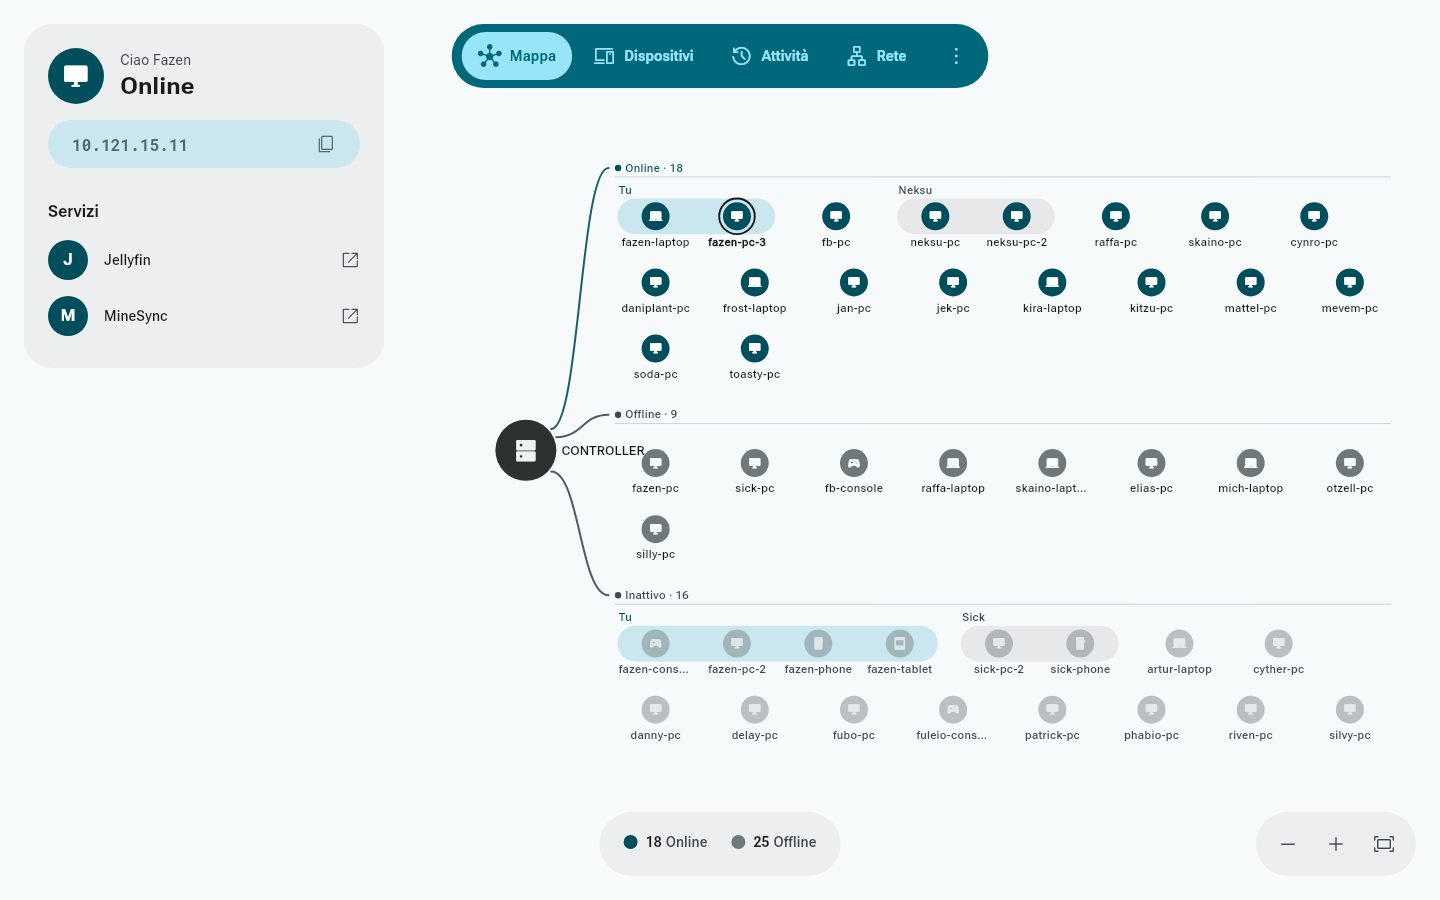 Ciao Fazen
Online
10.121.15.11
Servizi
J Jellyfin
M MineSync
Mappa Dispositivi Attività Rete
Online · 18
Tu Neksu
fazen-laptop fazen-pc-3 fb-pc neksu-pc neksu-pc-2 raffa-pc skaino-pc cynro-pc
daniplant-pc frost-laptop jan-pc jek-pc kira-laptop kitzu-pc mattel-pc mevem-pc
soda-pc toasty-pc
Offline · 9
CONTROLLER
fazen-pc sick-pc fb-console raffa-laptop skaino-lapt... elias-pc mich-laptop otzell-pc
silly-pc
Inattivo · 16
Tu Sick
fazen-cons... fazen-pc-2 fazen-phone fazen-tablet sick-pc-2 sick-phone artur-laptop cyther-pc
danny-pc delay-pc fubo-pc fuleio-cons... patrick-pc phabio-pc riven-pc silvy-pc
18 Online 25 Offline